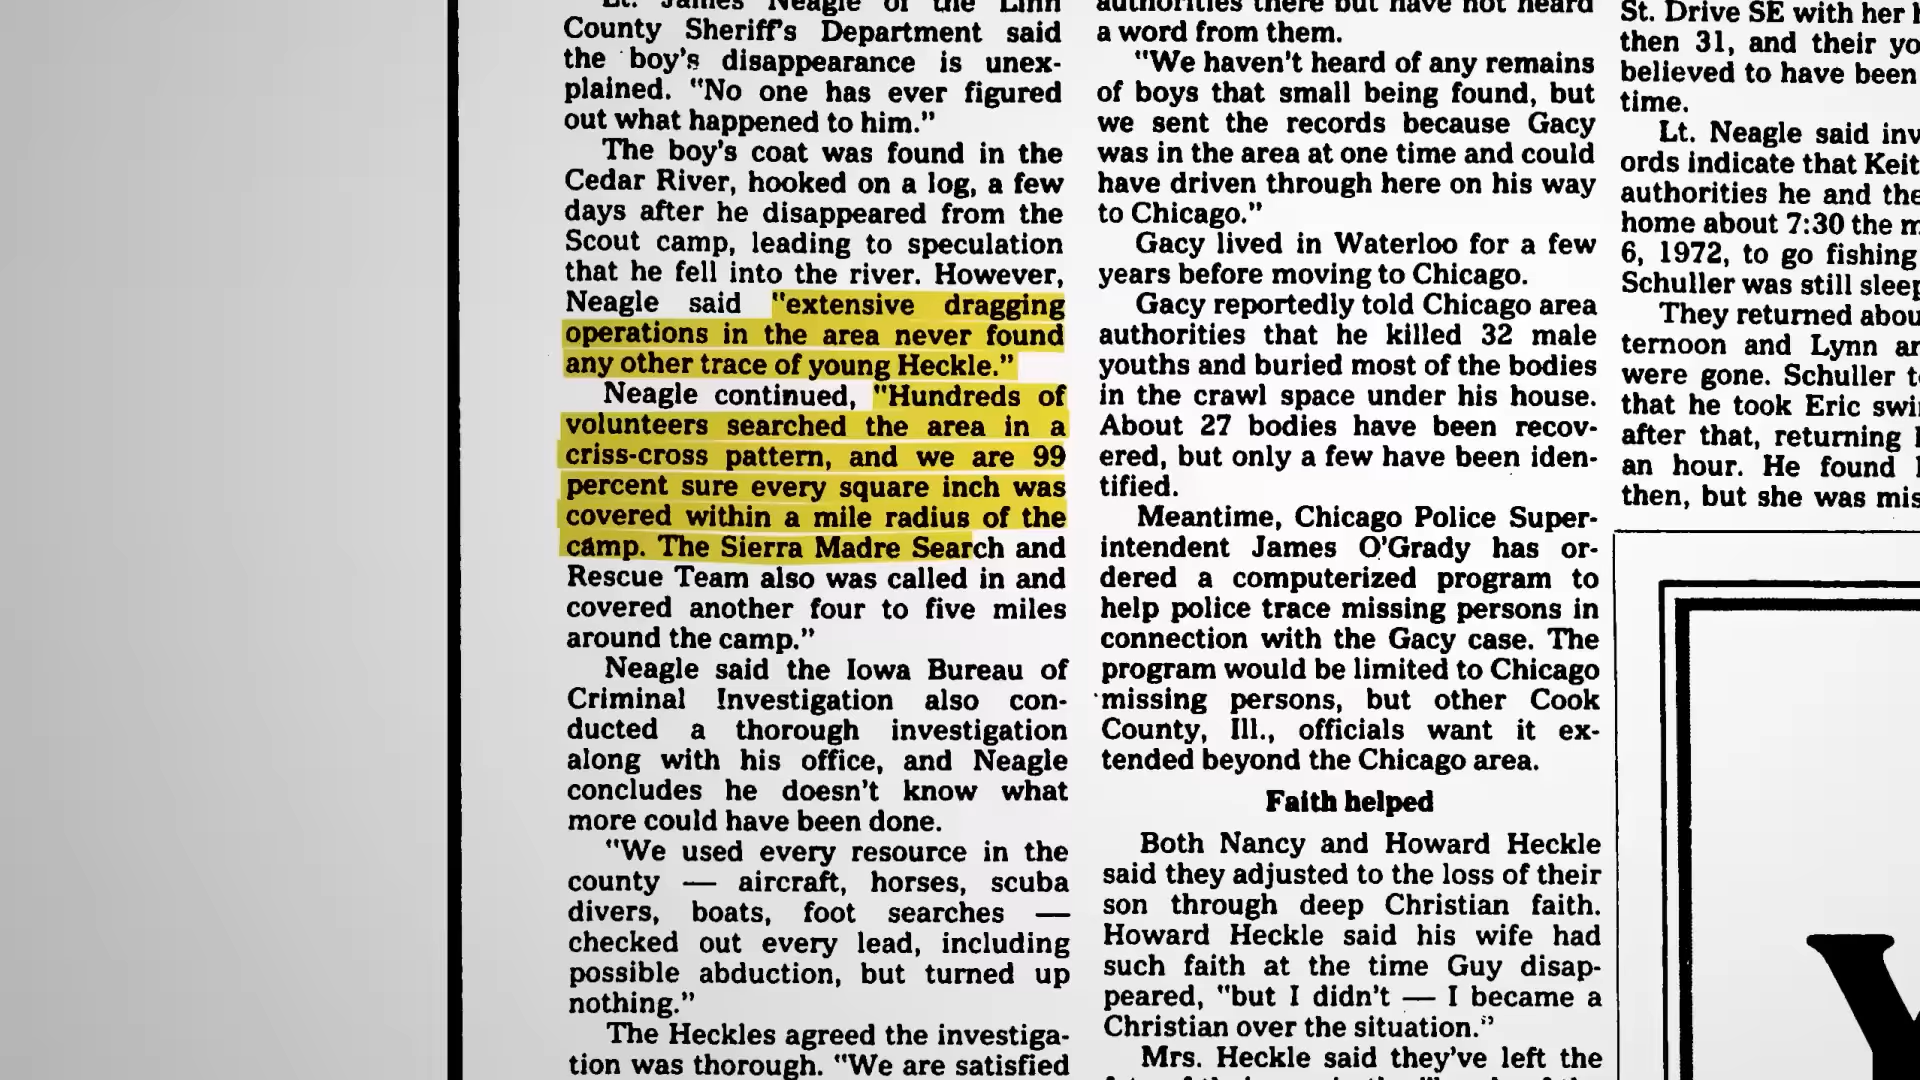 Lt. James Neagle of the Linn
County Sheriff's Department said
the boy's disappearance is unex-
plained. "No one has ever figured
out what happened to him."
The boy's coat was found in the
Cedar River, hooked on a log, a few
days after he disappeared from the
Scout camp, leading to speculation
that he fell into the river. However,
Neagle said "extensive dragging
operations in the area never found
any other trace of young Heckle."
Neagle continued, "Hundreds of
volunteers searched the area in a
criss-cross pattern, and we are 99
percent sure every square inch was
covered within a mile radius of the
camp. The Sierra Madre Search and
Rescue Team also was called in and
covered another four to five miles
around the camp."
Neagle said the Iowa Bureau of
Criminal Investigation also con-
ducted a thorough investigation
along with his office, and Neagle
concludes he doesn't know what
more could have been done.
"We used every resource in the
county — aircraft, horses, scuba
divers, boats, foot searches —
checked out every lead, including
possible abduction, but turned up
nothing."
The Heckles agreed the investiga-
tion was thorough. "We are satisfied
authorities there but have not heard
a word from them.
"We haven't heard of any remains
of boys that small being found, but
we sent the records because Gacy
was in the area at one time and could
have driven through here on his way
to Chicago."
Gacy lived in Waterloo for a few
years before moving to Chicago.
Gacy reportedly told Chicago area
authorities that he killed 32 male
youths and buried most of the bodies
in the crawl space under his house.
About 27 bodies have been recov-
ered, but only a few have been iden-
tified.
Meantime, Chicago Police Super-
intendent James O'Grady has or-
dered a computerized program to
help police trace missing persons in
connection with the Gacy case. The
program would be limited to Chicago
missing persons, but other Cook
County, Ill., officials want it ex-
tended beyond the Chicago area.
Faith helped
Both Nancy and Howard Heckle
said they adjusted to the loss of their
son through deep Christian faith.
Howard Heckle said his wife had
such faith at the time Guy disap-
peared, "but I didn't — I became a
Christian over the situation."
Mrs. Heckle said they've left the
St. Drive SE with her
then 31, and their yo
believed to have been
time.
Lt. Neagle said inv
ords indicate that Keit
authorities he and the
home about 7:30 the m
6, 1972, to go fishing
Schuller was still sleep
They returned abou
ternoon and Lynn an
were gone. Schuller t
that he took Eric swi
after that, returning
an hour. He found
then, but she was mis